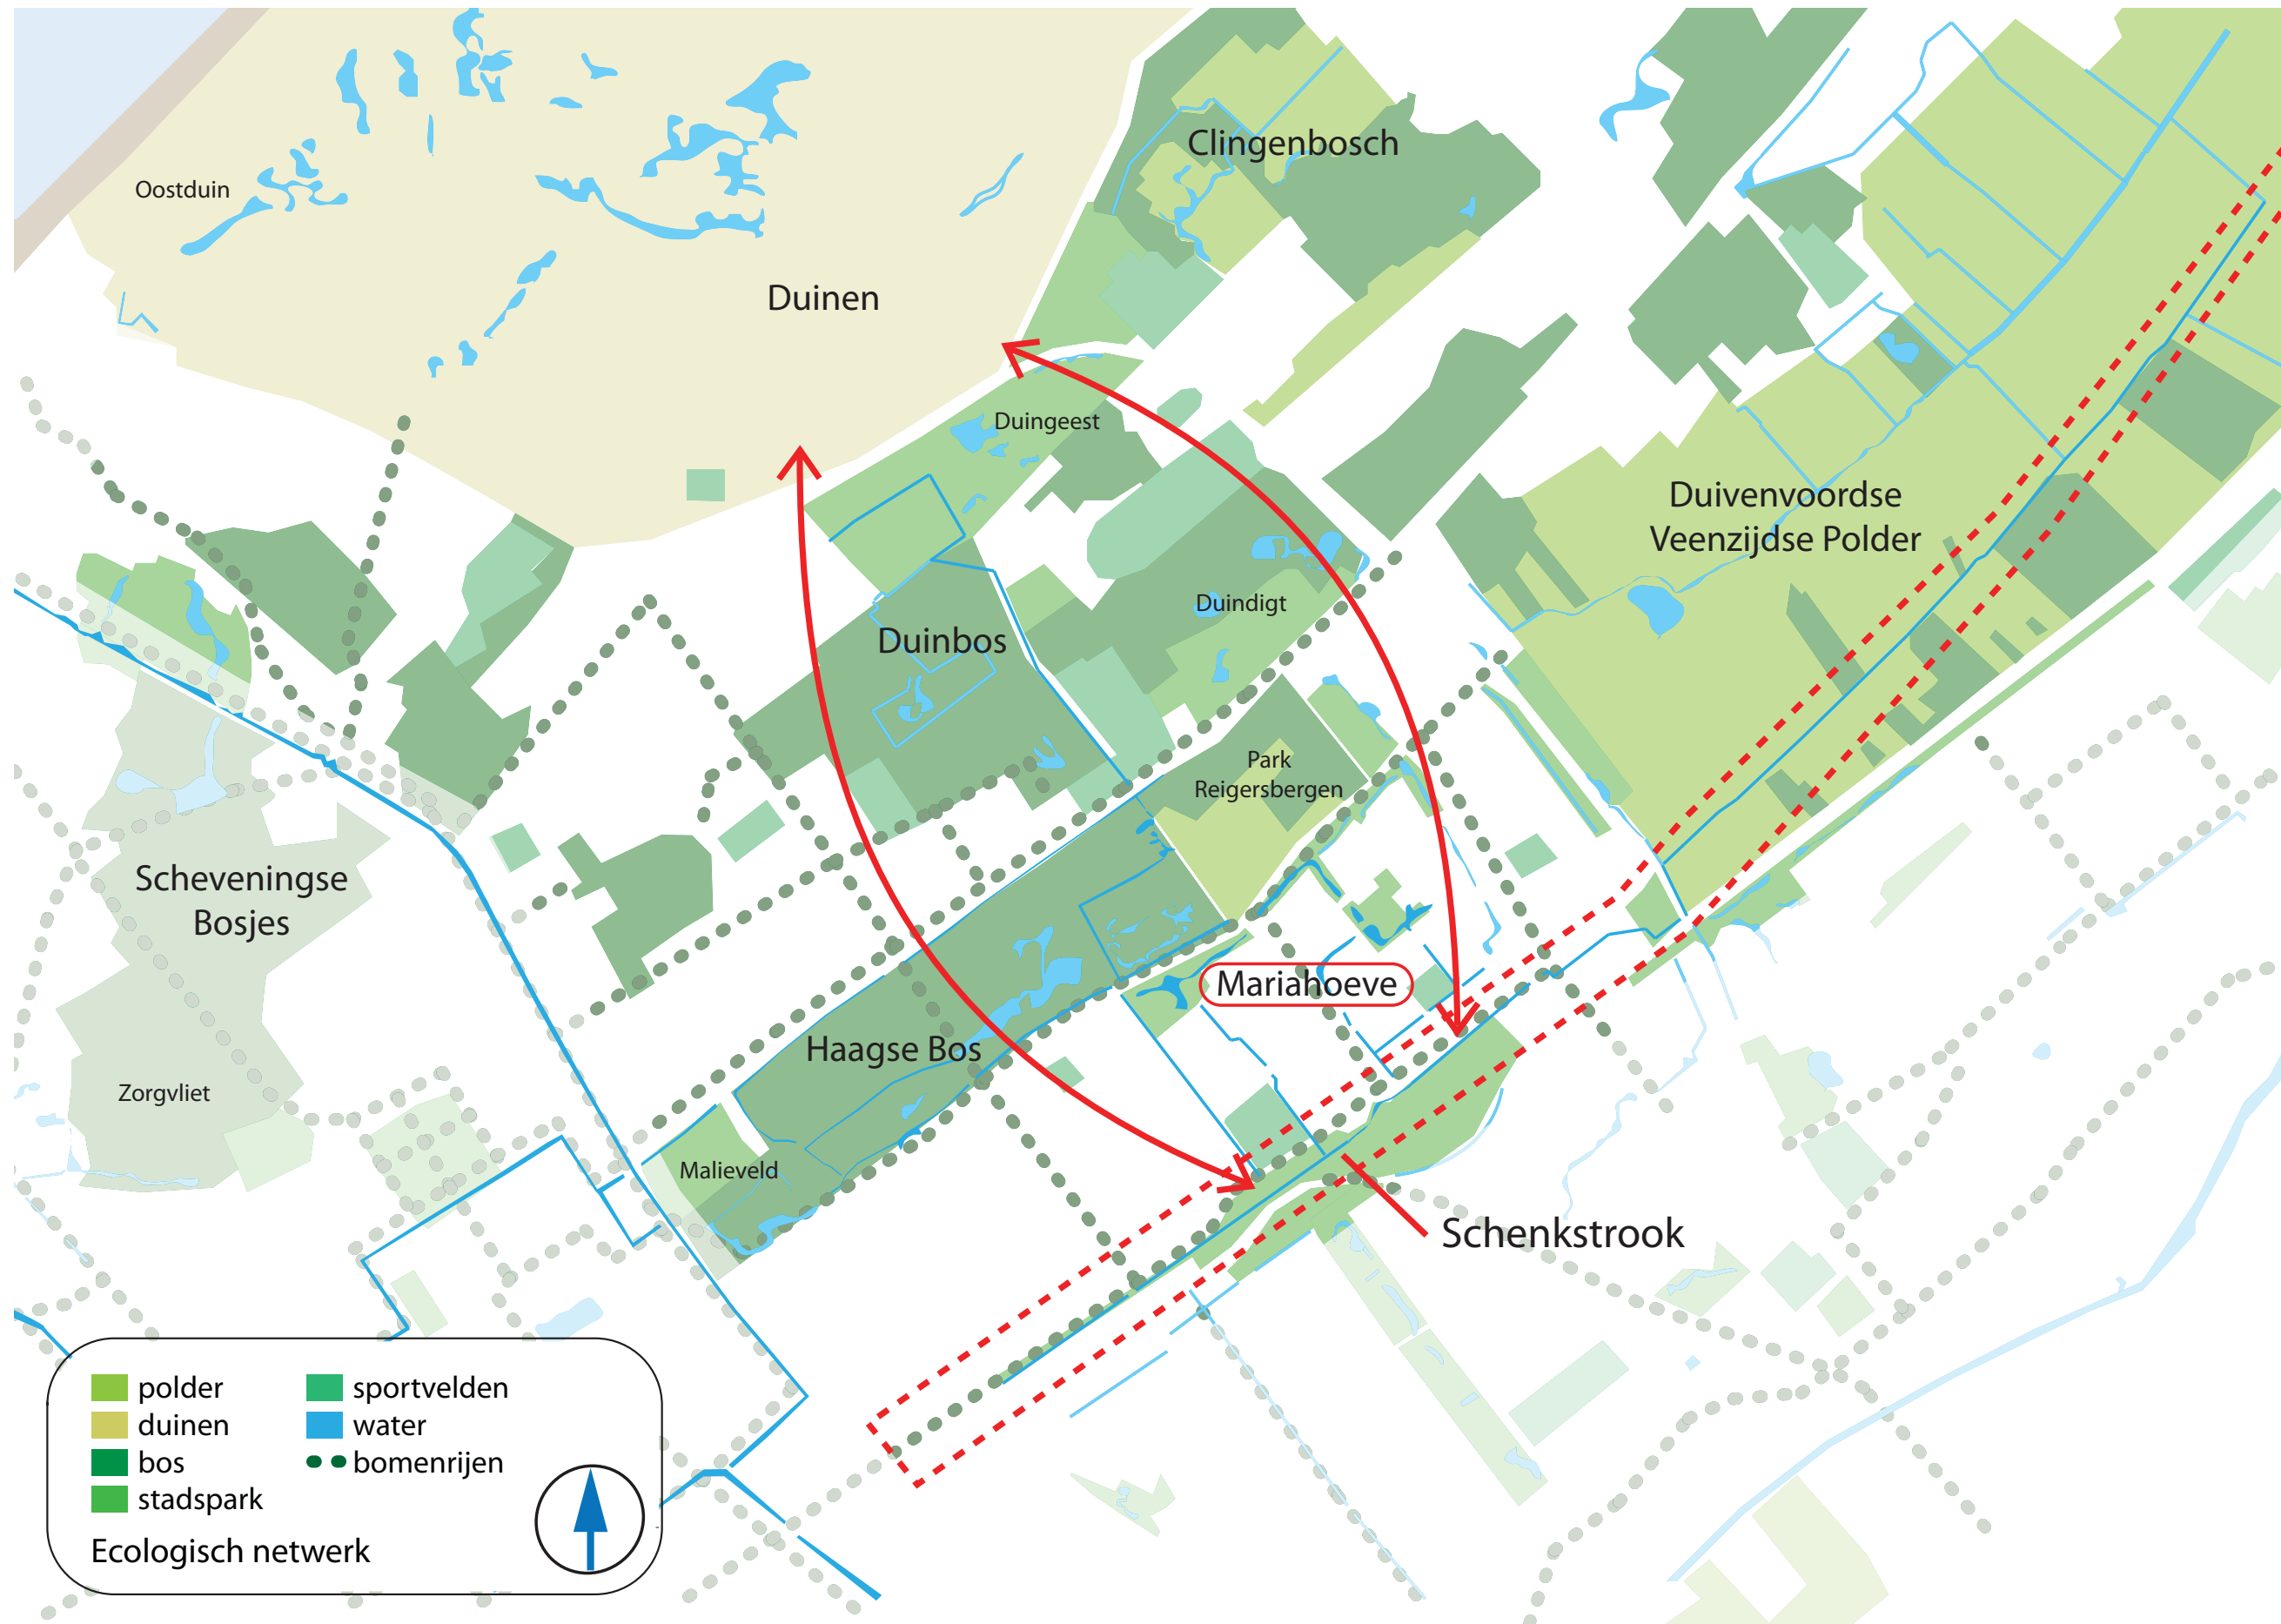 Clingenbosch
Oostduin
Duinen
Duingeest
Duivenvoordse
Veenzijdse Polder
Duindigt
Duinbos
Park
Reigersbergen
Scheveningse
Bosjes
Mariahoeve
Haagse Bos
Zorgvliet
Malieveld
Schenkstrook
polder
duinen
bos
stadspark
sportvelden
water
bomenrijen
Ecologisch netwerk